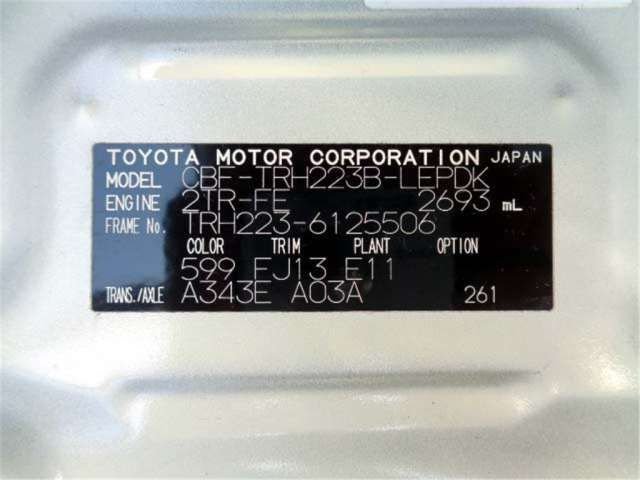 TOYOTA MOTOR CORPORATION JAPAN
MODEL CBF-TRH223B-LEPDK
ENGINE 2TR-FE 2693 mL
FRAME No. TRH223-6125506
COLOR TRIM PLANT OPTION
599 FJ13 E11
TRANS./AXLE A343E A03A 261